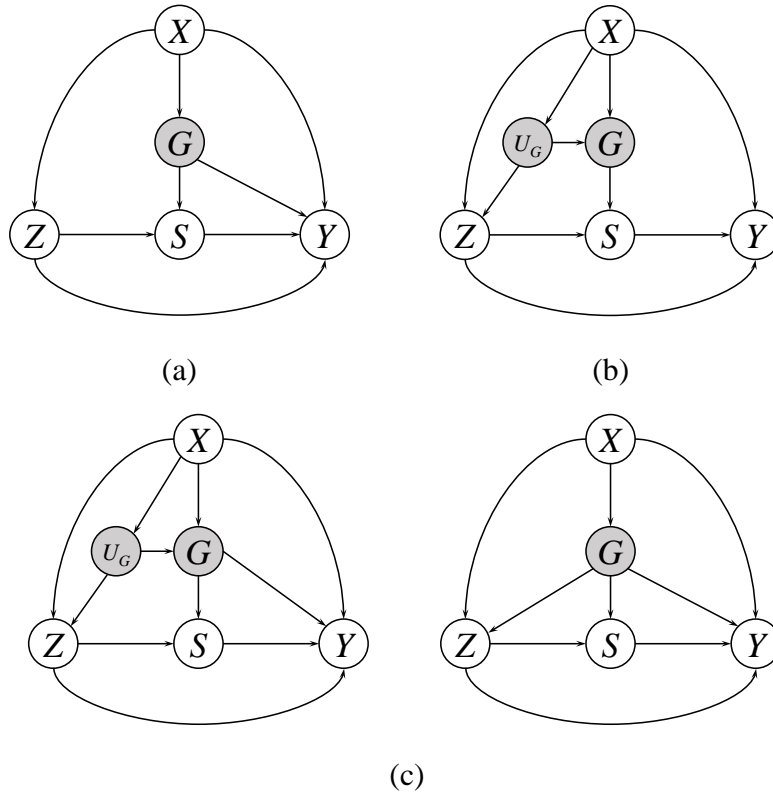 X X
G U_G G
Z S Y Z S Y
(a) (b)
X X
U_G G G
Z S Y Z S Y
(c)